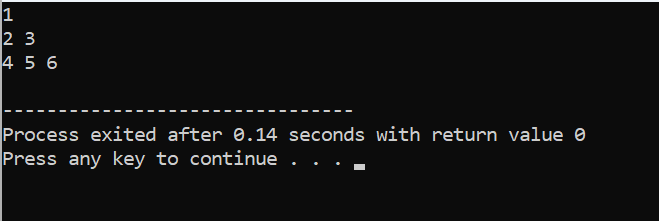 1
2 3
4 5 6
--------------------------------
Process exited after 0.14 seconds with return value 0
Press any key to continue . . .